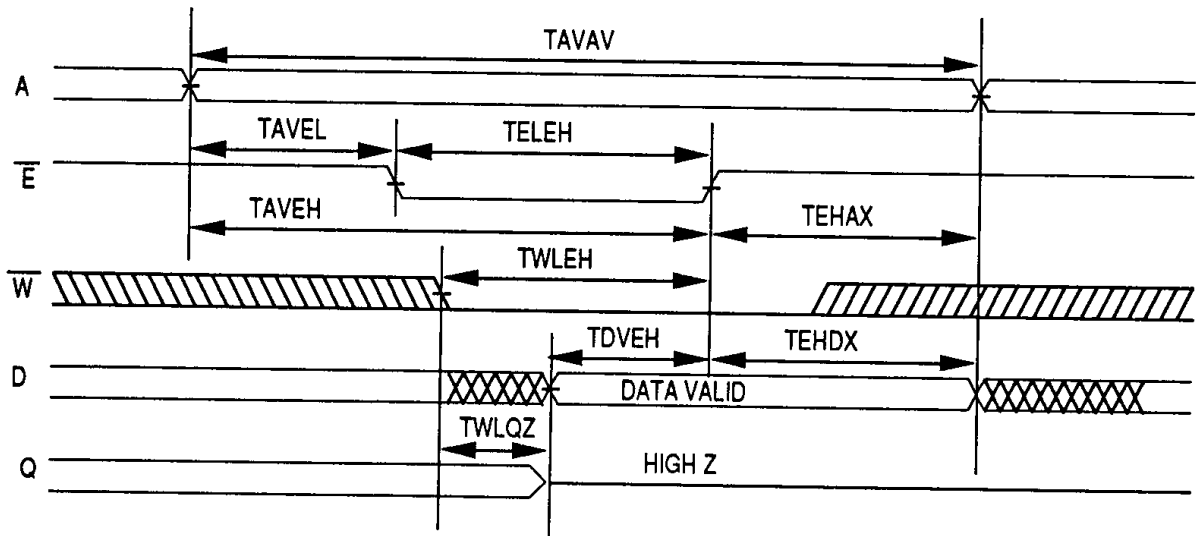 TAVAV
A
TAVEL TELEH
E
TAVEH TEHAX
TWLEH
W
TDVEH TEHDX
D
DATA VALID
TWLQZ
Q HIGH Z